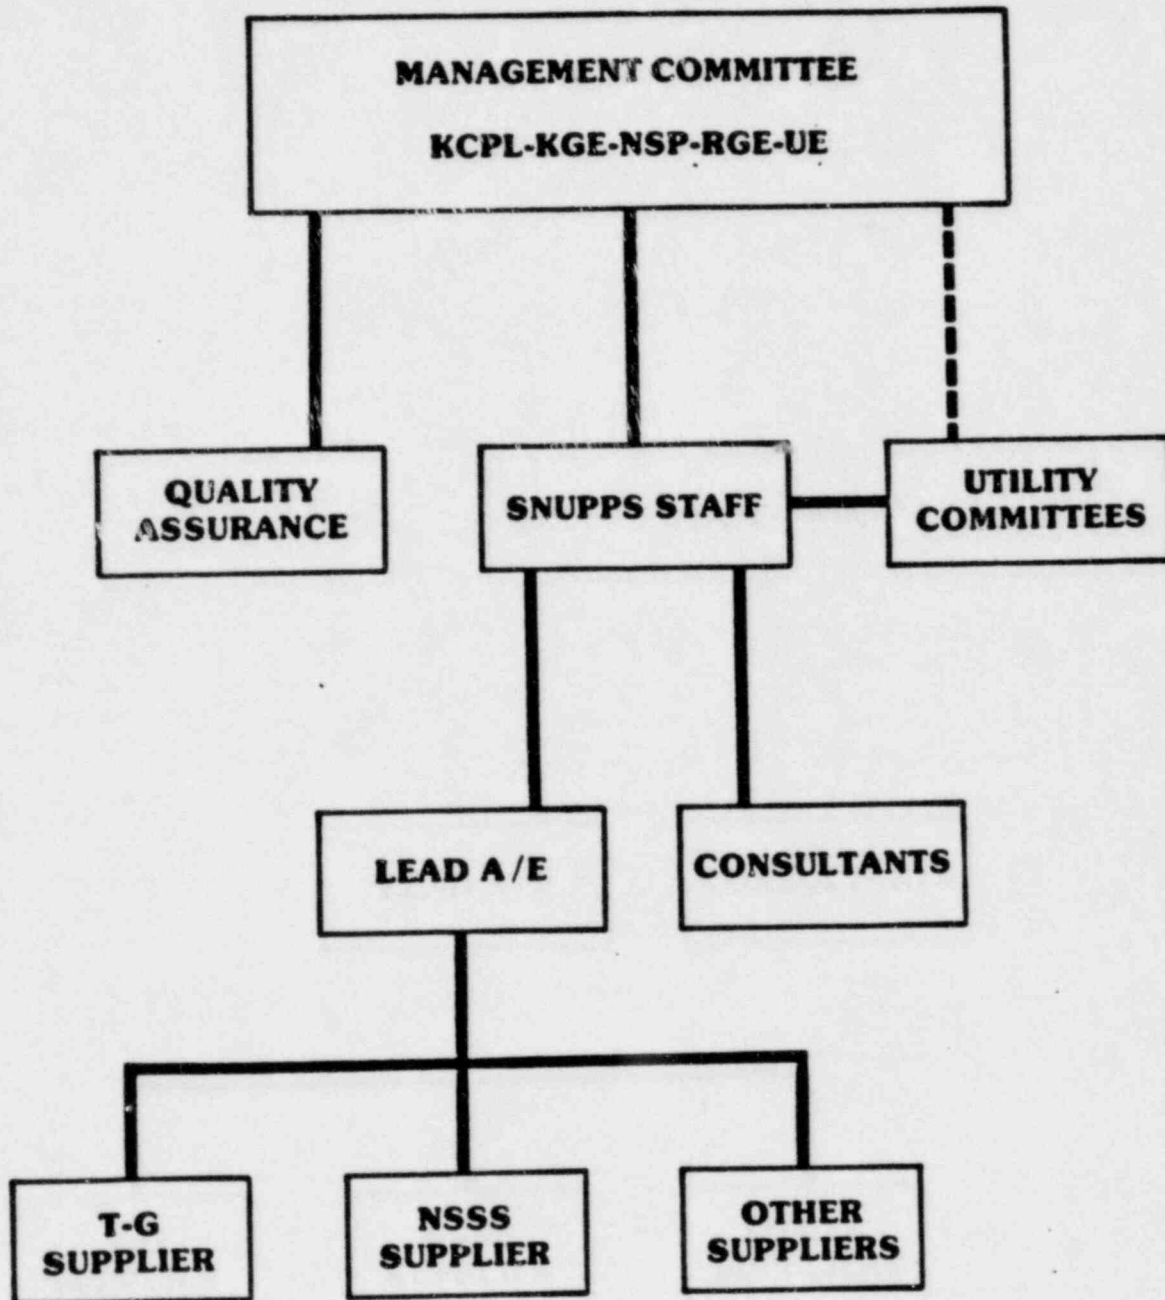 MANAGEMENT COMMITTEE
KCPL-KGE-NSP-RGE-UE
QUALITY
ASSURANCE
SNUPPS STAFF
UTILITY
COMMITTEES
LEAD A/E
CONSULTANTS
T-G
SUPPLIER
NSSS
SUPPLIER
OTHER
SUPPLIERS